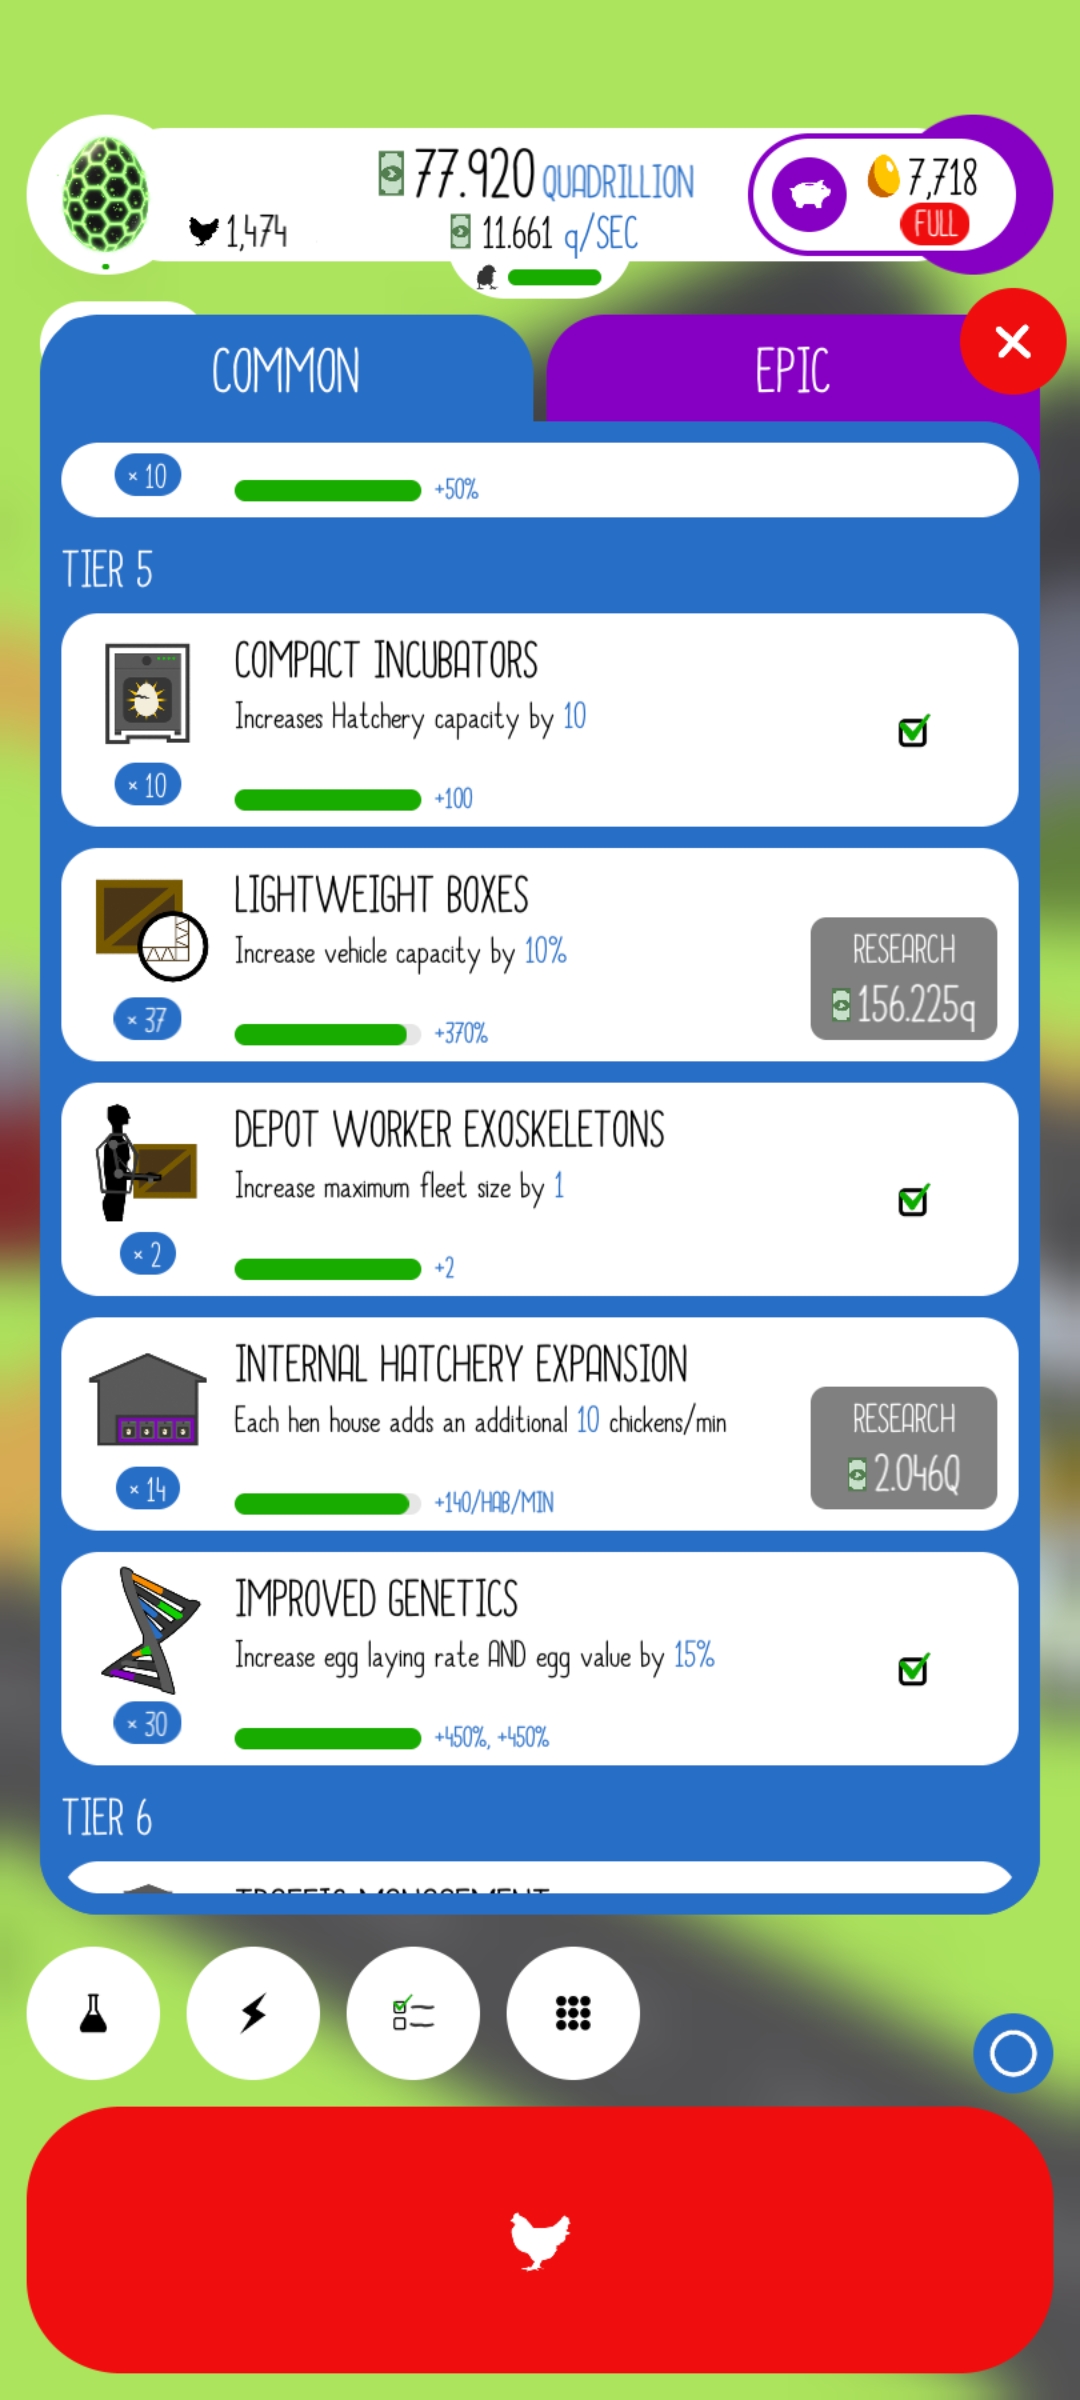 77.920 QUADRILLION
7,718
1,474
11.661 q/SEC
FULL
COMMON
EPIC
× 10
+50%
TIER 5
COMPACT INCUBATORS
Increases Hatchery capacity by 10
× 10
+100
LIGHTWEIGHT BOXES
Increase vehicle capacity by 10%
RESEARCH
156.225q
× 37
+370%
DEPOT WORKER EXOSKELETONS
Increase maximum fleet size by 1
× 2
+2
INTERNAL HATCHERY EXPANSION
Each hen house adds an additional 10 chickens/min
RESEARCH
2.046Q
× 14
+140/HAB/MIN
IMPROVED GENETICS
Increase egg laying rate AND egg value by 15%
× 30
+450%, +450%
TIER 6
TRAFFIC MANAGEMENT